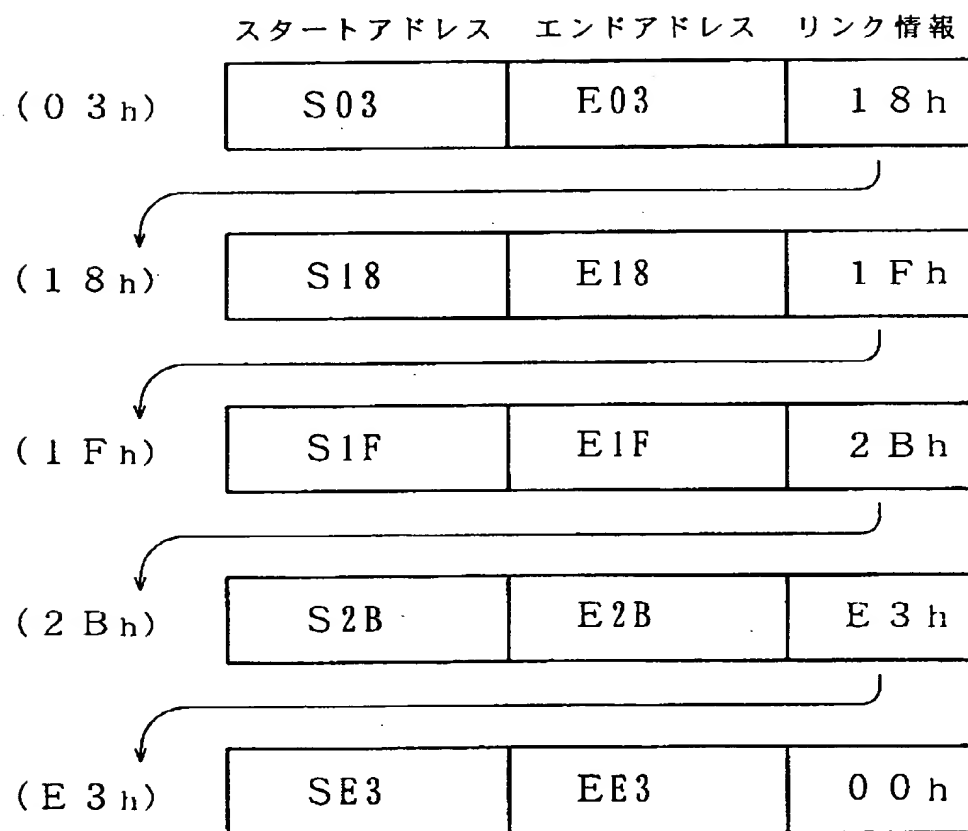 スタートアドレス エンドアドレス リンク情報
(03h) S03 E03 18h
(18h) S18 E18 1Fh
(1Fh) S1F E1F 2Bh
(2Bh) S2B E2B E3h
(E3h) SE3 EE3 00h